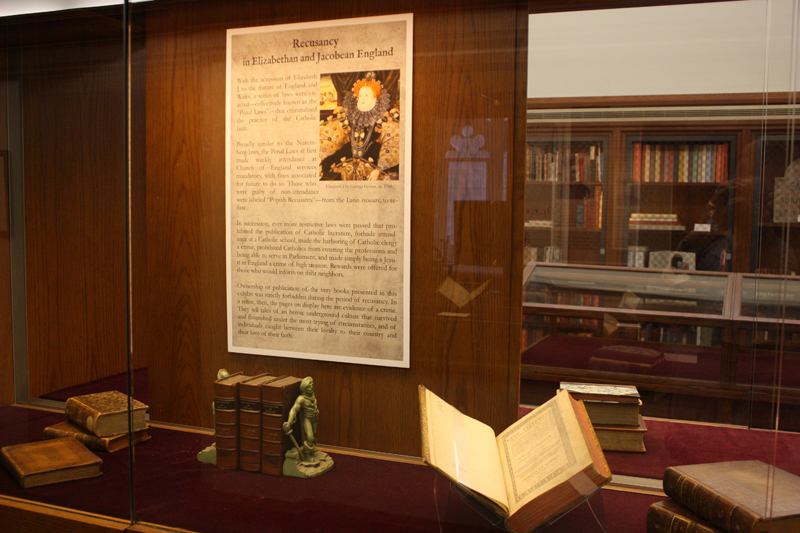 Recusancy
in Elizabethan and Jacobean England
With the accession of Elizabeth
I to the throne of England and
Wales, a series of laws were en-
acted—collectively known as the
"Penal Laws"—that criminalized
the practice of the Catholic
faith.
Broadly similar to the Nurem-
berg laws, the Penal Laws at first
made weekly attendance at
Church of England services
mandatory, with fines associated
for failure to do so. Those who
were guilty of non-attendance
were labeled "Popish Recusants"—from the Latin recusare, to re-
fuse.
In succession, ever more restrictive laws were passed that pro-
hibited the publication of Catholic literature, forbade attend-
ance at a Catholic school, made the harboring of Catholic clergy
a crime, prohibited Catholics from entering the professions and
being able to serve in Parliament, and made simply being a Jesu-
it in England a crime of high treason. Rewards were offered for
those who would inform on their neighbors.
Ownership or publication of, the very books presented in this
exhibit was strictly forbidden during the period of recusancy. In
a sense, then, the pages on display here are evidence of a crime.
They tell tales of an heroic underground culture that survived
and flourished under the most trying of circumstances, and of
individuals caught between their loyalty to their country and
their love of their faith.